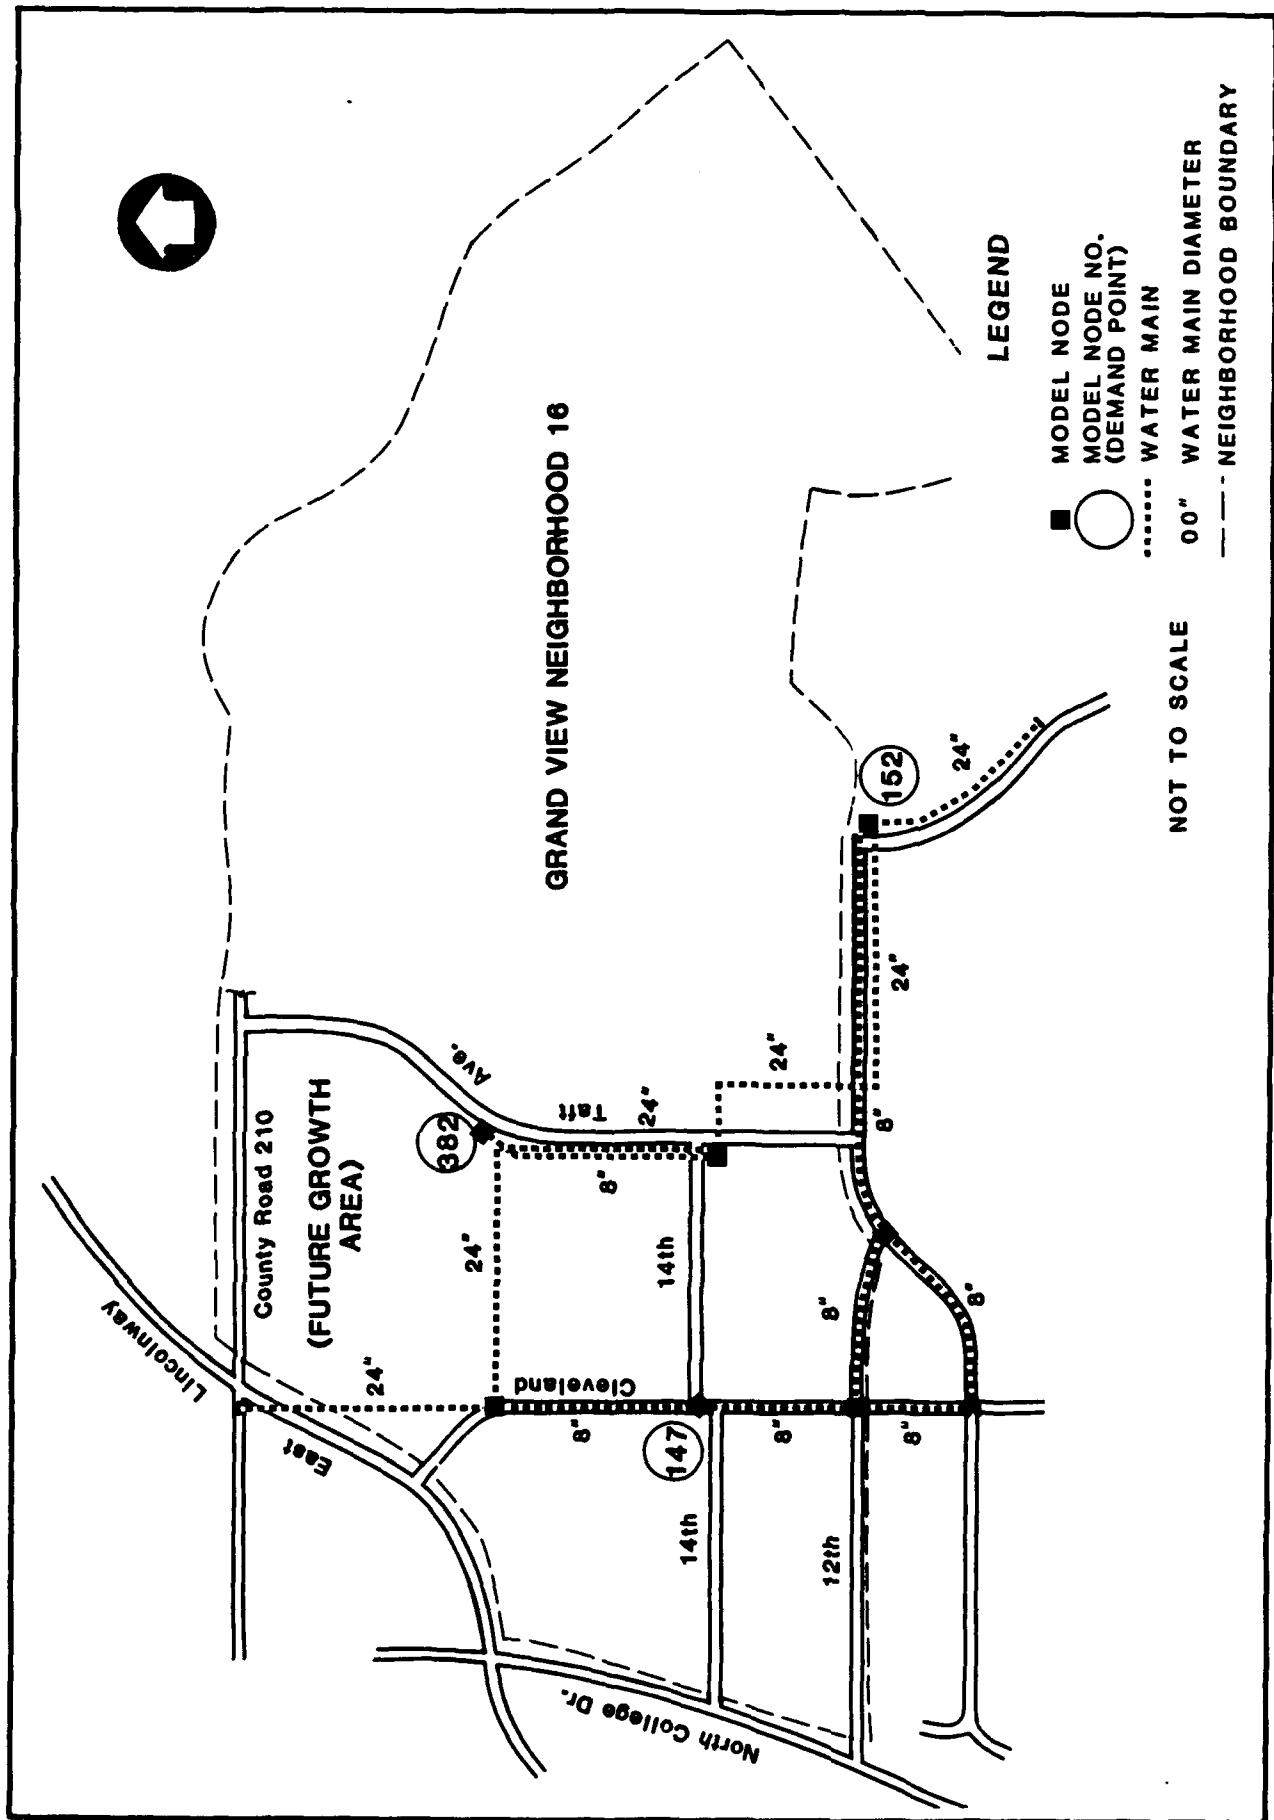 Lincolnway
East
County Road 210
(FUTURE GROWTH
AREA)
24"
GRAND VIEW NEIGHBORHOOD 16
382
Ave.
24"
Cleveland
8"
8"
Taft
24"
24"
147
14th
14th
8"
North College Dr.
12th
8"
8"
8"
8"
24"
152
24"
LEGEND
MODEL NODE
MODEL NODE NO.
(DEMAND POINT)
WATER MAIN
00" WATER MAIN DIAMETER
NEIGHBORHOOD BOUNDARY
NOT TO SCALE